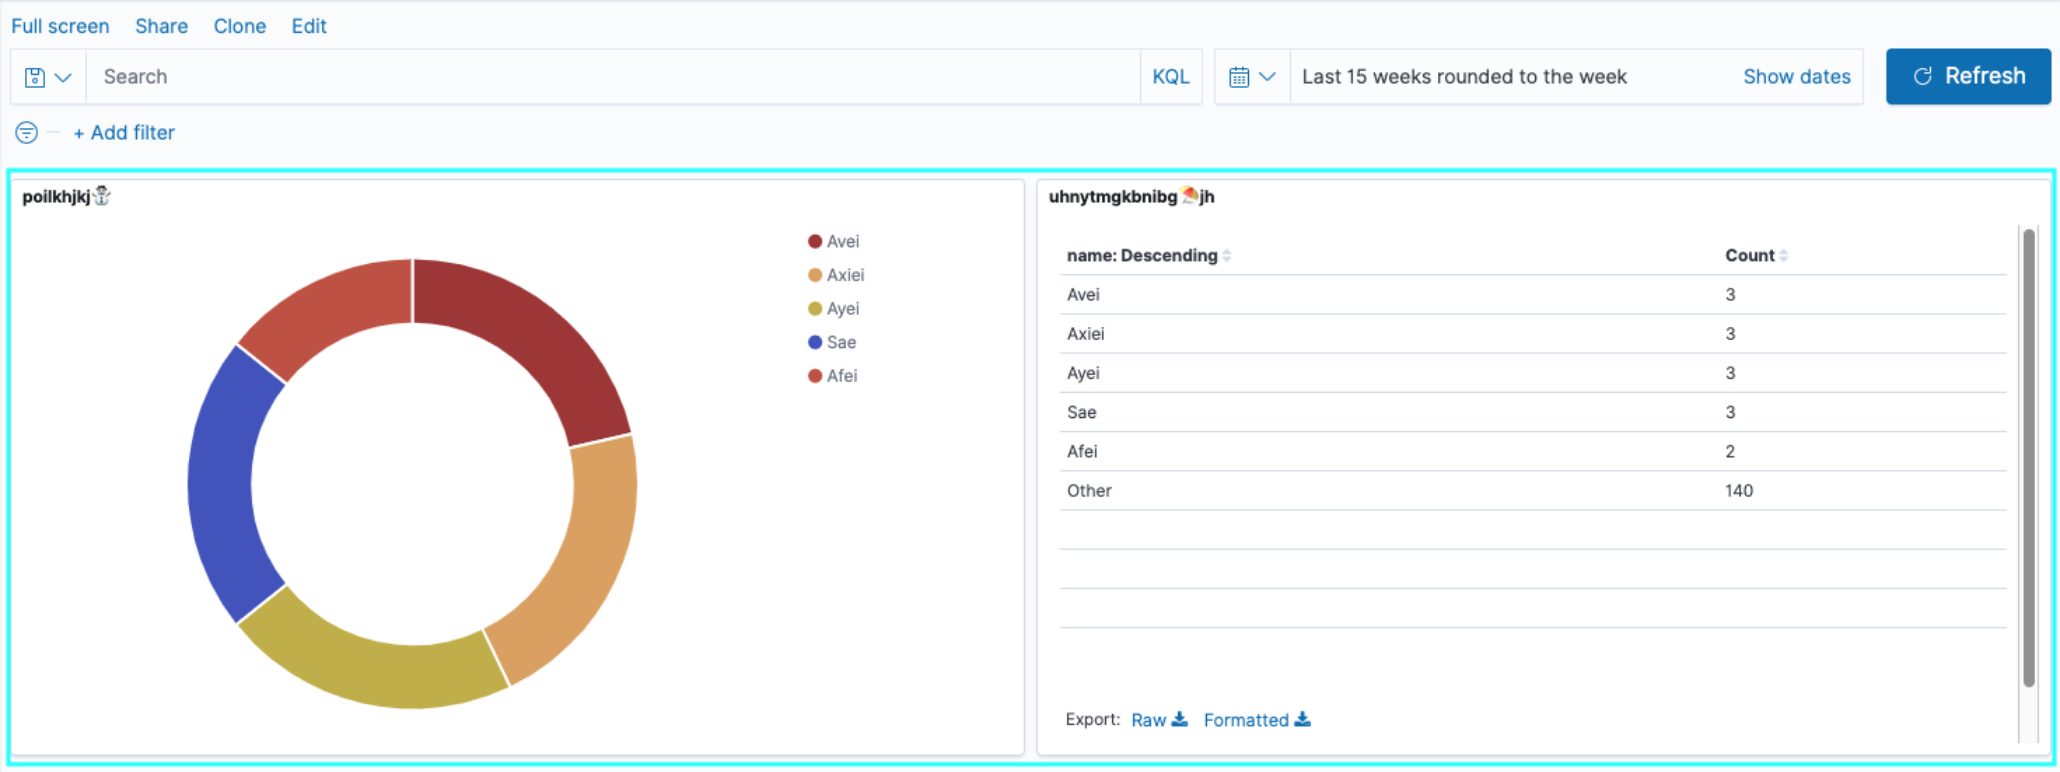 Full screen Share Clone Edit
Search KQL Last 15 weeks rounded to the week Show dates Refresh
+ Add filter
poilkhjkj⛄
Avei
Axiei
Ayei
Sae
Afei
uhnytmgkbnibg⛱jh
name: Descending Count
Avei 3
Axiei 3
Ayei 3
Sae 3
Afei 2
Other 140
Export: Raw Formatted